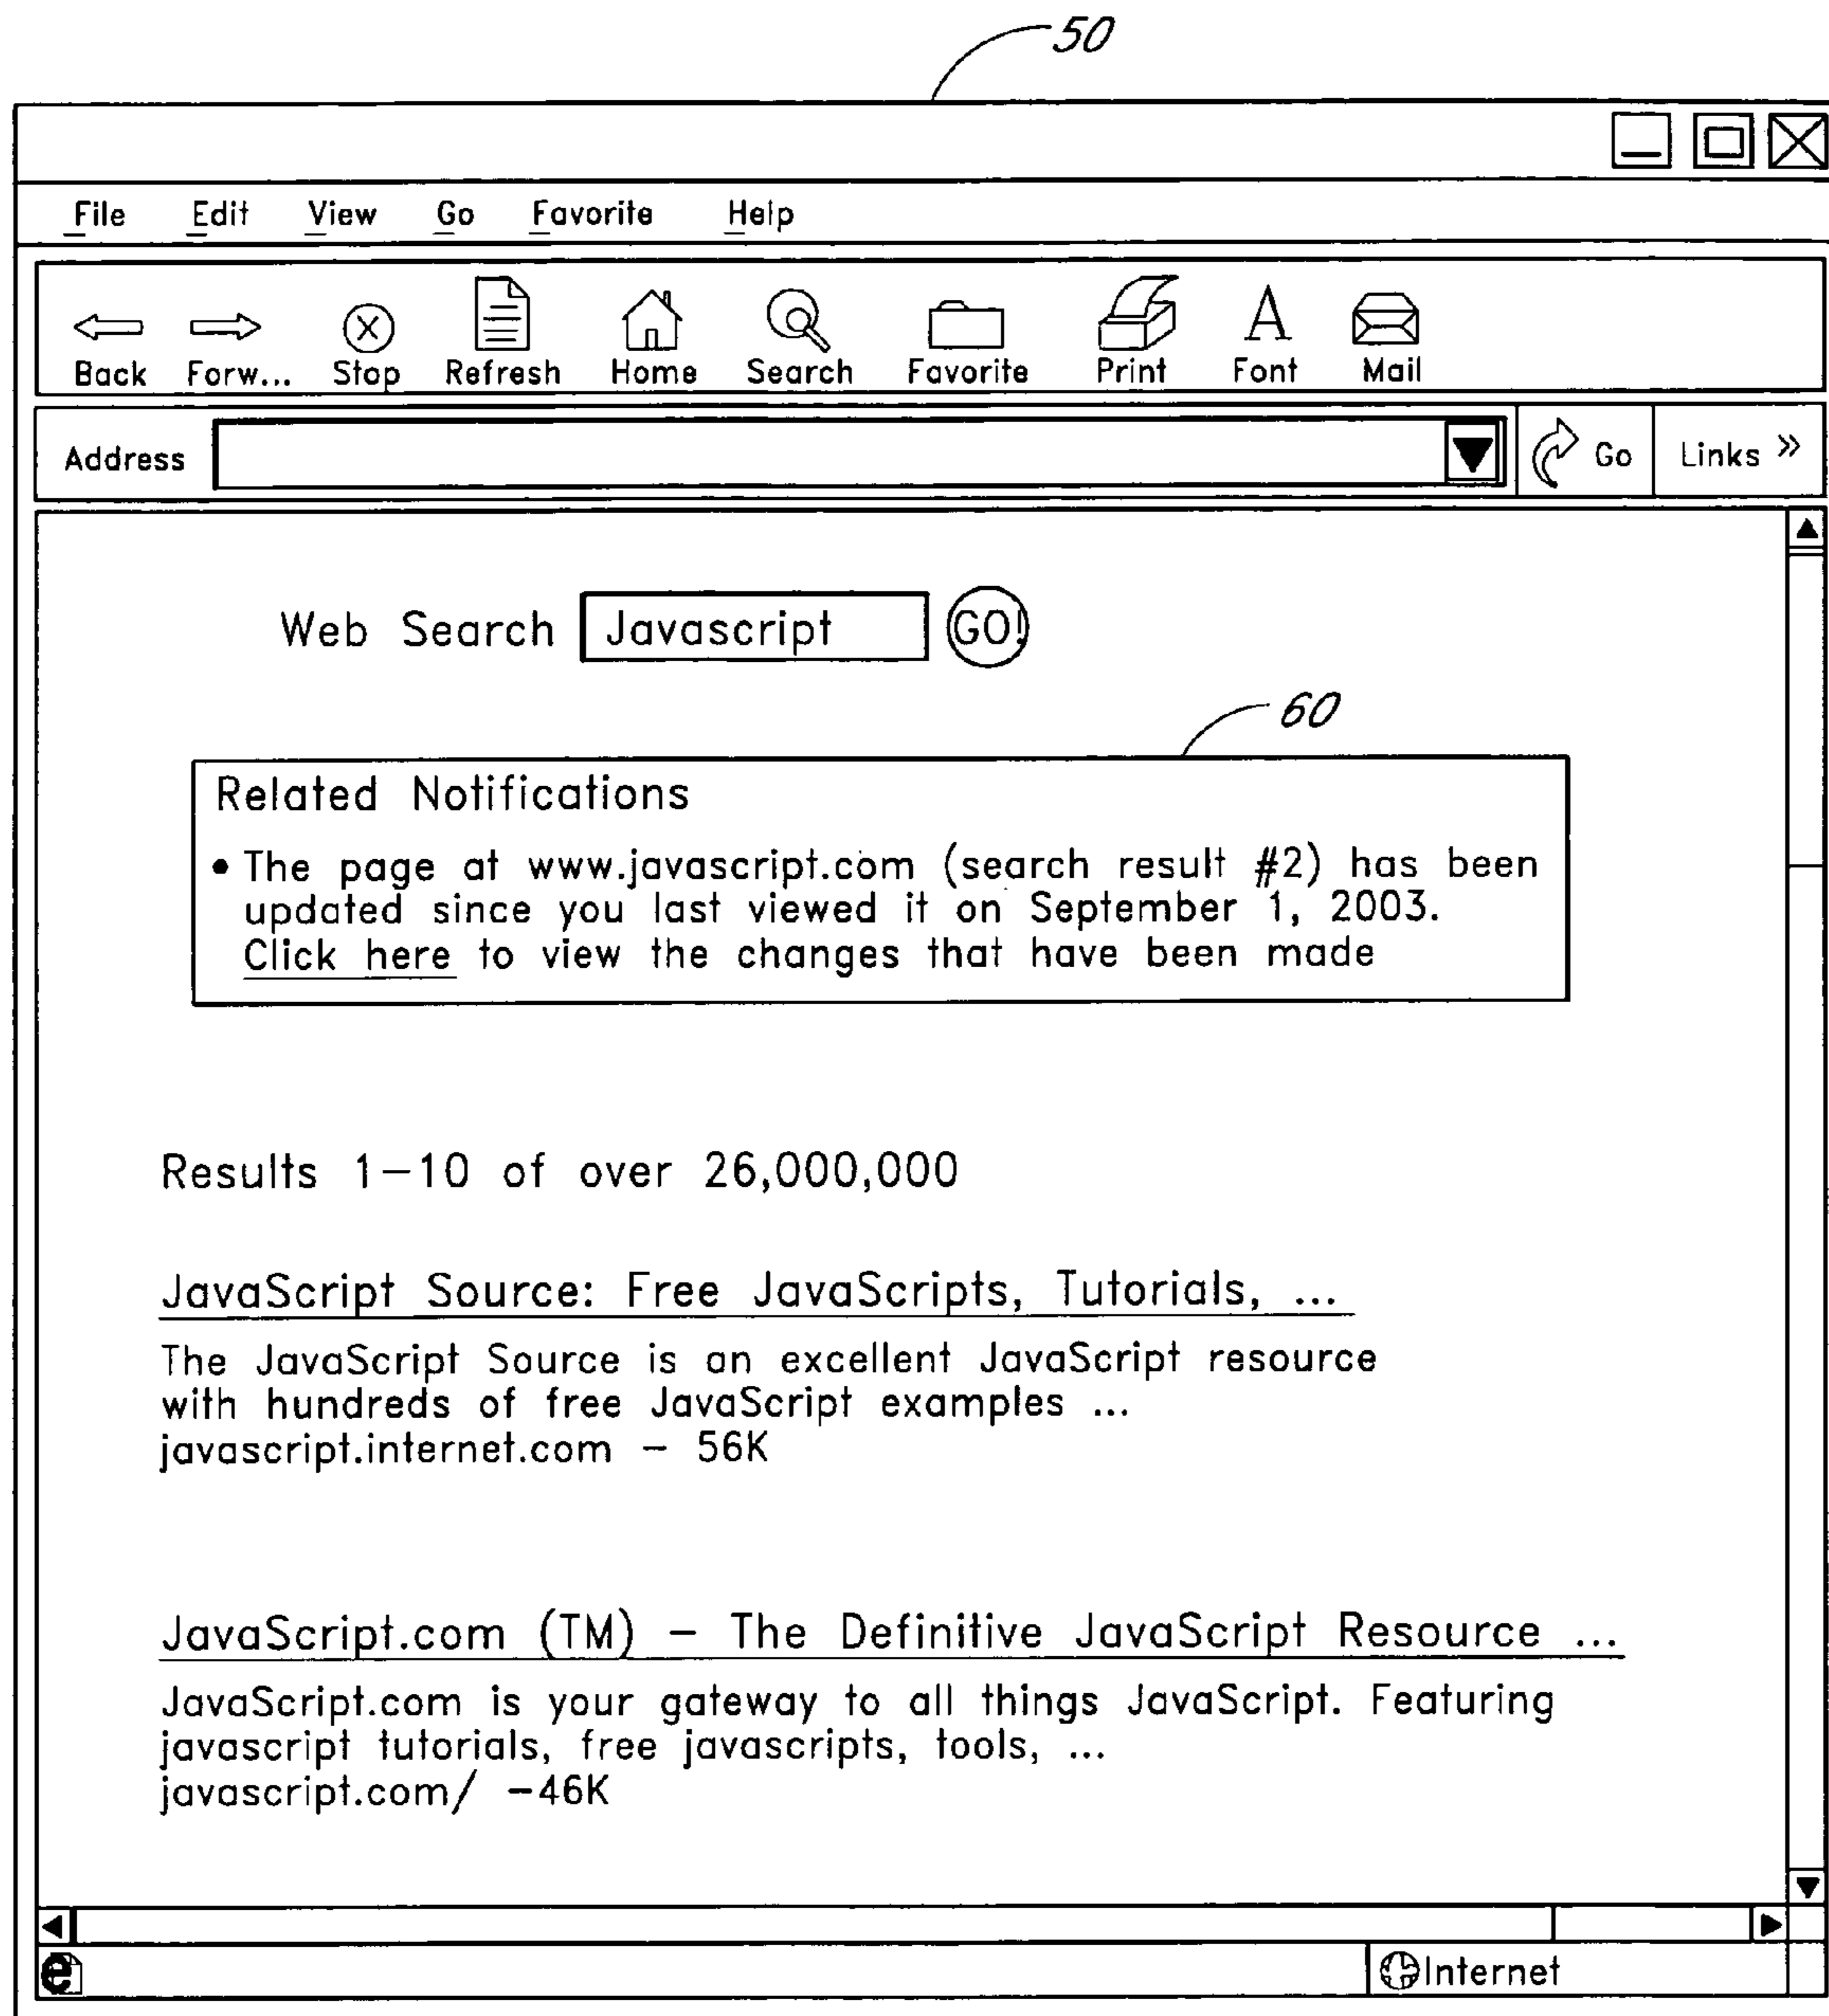 50
File Edit View Go Favorite Help
Back Forw... Stop Refresh Home Search Favorite Print A Font Mail
Address Go Links »
Web Search Javascript GO!
60
Related Notifications
• The page at www.javascript.com (search result #2) has been
updated since you last viewed it on September 1, 2003.
Click here to view the changes that have been made
Results 1-10 of over 26,000,000
JavaScript Source: Free JavaScripts, Tutorials, ...
The JavaScript Source is an excellent JavaScript resource
with hundreds of free JavaScript examples ...
javascript.internet.com - 56K
JavaScript.com (TM) - The Definitive JavaScript Resource ...
JavaScript.com is your gateway to all things JavaScript. Featuring
javascript tutorials, free javascripts, tools, ...
javascript.com/ -46K
e Internet